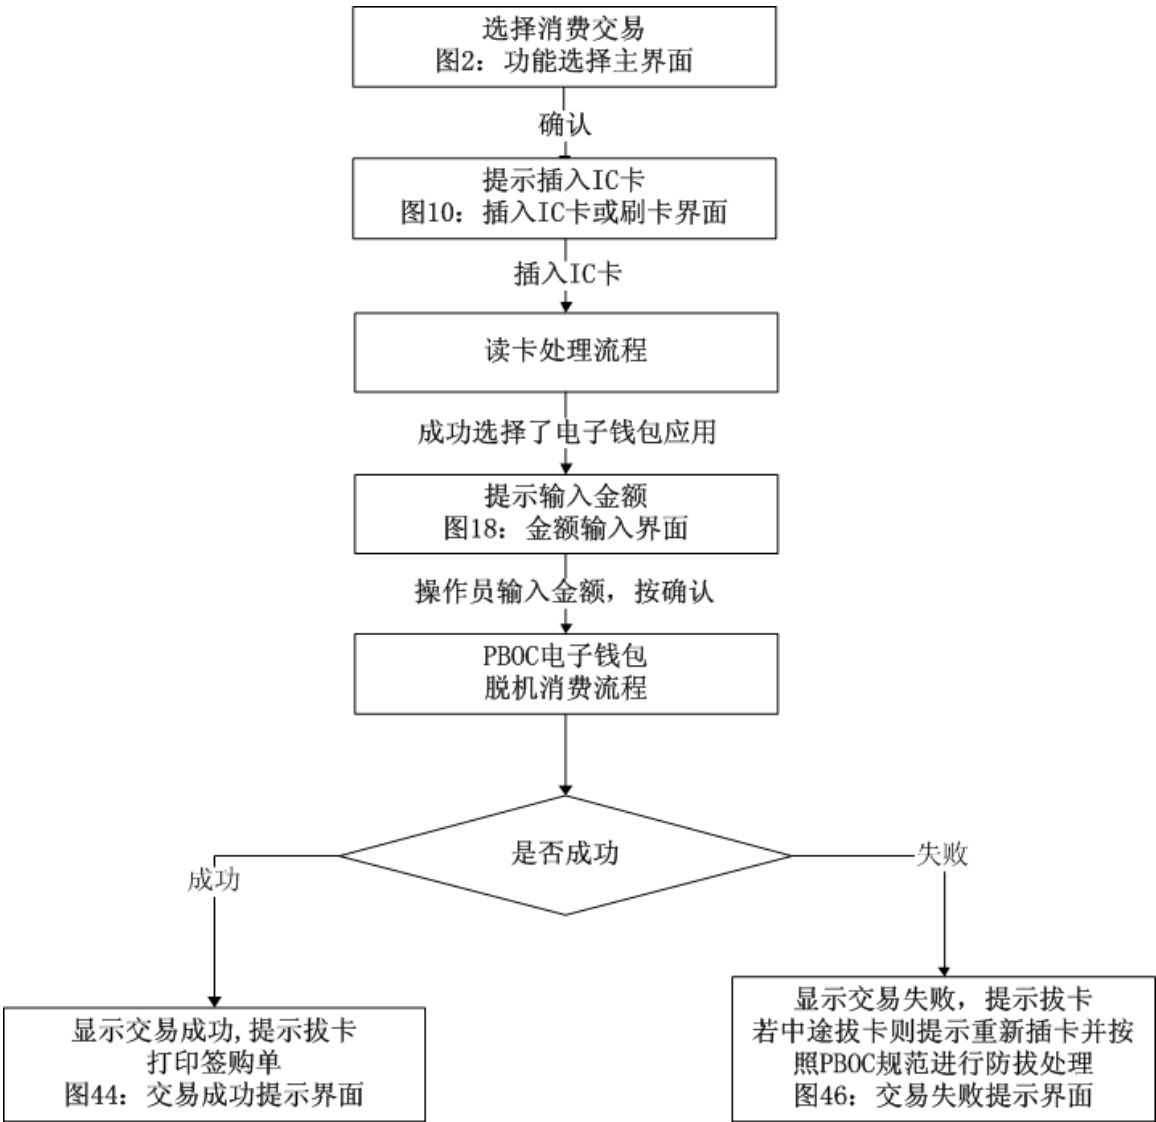 选择消费交易
图2：功能选择主界面
确认
提示插入IC卡
图10：插入IC卡或刷卡界面
插入IC卡
读卡处理流程
成功选择了电子钱包应用
提示输入金额
图18：金额输入界面
操作员输入金额，按确认
PBOC电子钱包
脱机消费流程
是否成功
成功
失败
显示交易成功,提示拔卡
打印签购单
图44：交易成功提示界面
显示交易失败，提示拔卡
若中途拔卡则提示重新插卡并按
照PBOC规范进行防拔处理
图46：交易失败提示界面